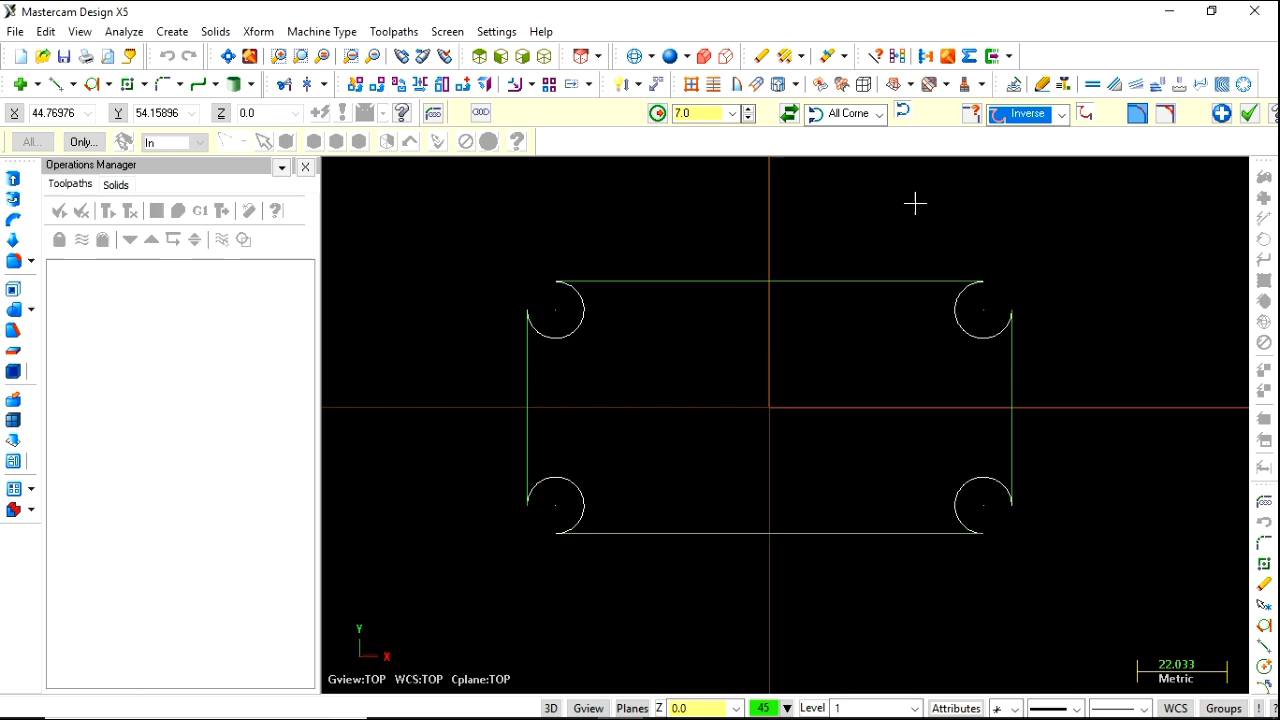 Mastercam Design X5
File Edit View Analyze Create Solids Xform Machine Type Toolpaths Screen Settings Help
X 44.76976 Y 54.15896 Z 0.0 7.0 All Corne Inverse
All... Only... In
Operations Manager
Toolpaths Solids
G1
Y
X
Gview:TOP WCS:TOP Cplane:TOP
22.033
Metric
3D Gview Planes Z 0.0 45 Level 1 Attributes WCS Groups ! ?